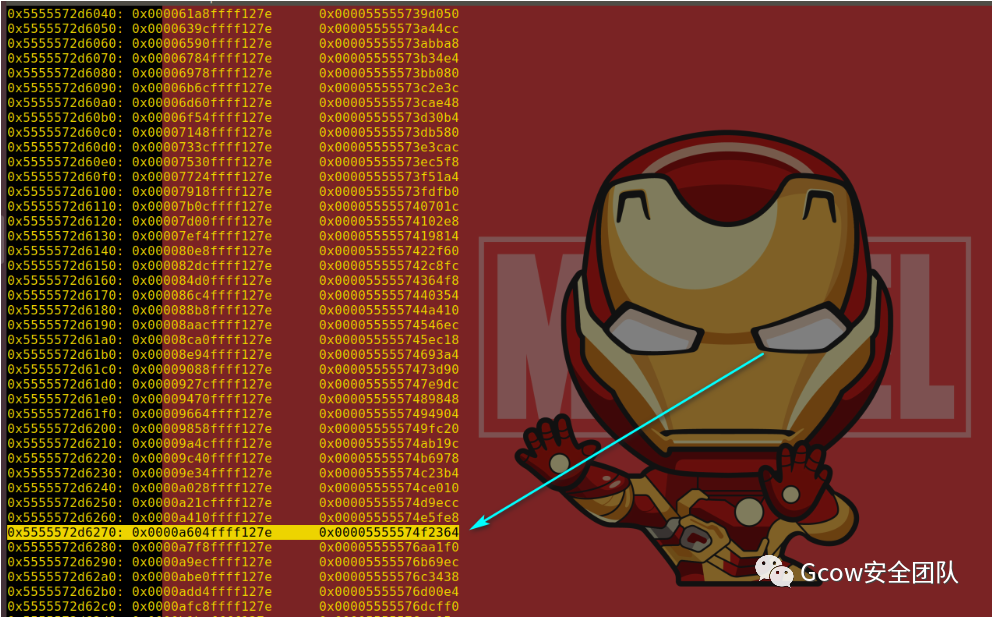 0x5555572d6040: 0x000061a8ffff127e 0x000055555739d050
0x5555572d6050: 0x0000639cffff127e 0x00005555573a44cc
0x5555572d6060: 0x00006590ffff127e 0x00005555573abba8
0x5555572d6070: 0x00006784ffff127e 0x00005555573b34e4
0x5555572d6080: 0x00006978ffff127e 0x00005555573bb080
0x5555572d6090: 0x00006b6cffff127e 0x00005555573c2e3c
0x5555572d60a0: 0x00006d60ffff127e 0x00005555573cae48
0x5555572d60b0: 0x00006f54ffff127e 0x00005555573d30b4
0x5555572d60c0: 0x00007148ffff127e 0x00005555573db580
0x5555572d60d0: 0x0000733cffff127e 0x00005555573e3cac
0x5555572d60e0: 0x00007530ffff127e 0x00005555573ec5f8
0x5555572d60f0: 0x00007724ffff127e 0x00005555573f51a4
0x5555572d6100: 0x00007918ffff127e 0x00005555573fdfb0
0x5555572d6110: 0x00007b0cffff127e 0x000055555740701c
0x5555572d6120: 0x00007d00ffff127e 0x00005555574102e8
0x5555572d6130: 0x00007ef4ffff127e 0x0000555557419814
0x5555572d6140: 0x000080e8ffff127e 0x0000555557422f60
0x5555572d6150: 0x000082dcffff127e 0x000055555742c8fc
0x5555572d6160: 0x000084d0ffff127e 0x00005555574364f8
0x5555572d6170: 0x000086c4ffff127e 0x0000555557440354
0x5555572d6180: 0x000088b8ffff127e 0x000055555744a410
0x5555572d6190: 0x00008aacffff127e 0x00005555574546ec
0x5555572d61a0: 0x00008ca0ffff127e 0x000055555745ec18
0x5555572d61b0: 0x00008e94ffff127e 0x00005555574693a4
0x5555572d61c0: 0x00009088ffff127e 0x0000555557473d90
0x5555572d61d0: 0x0000927cffff127e 0x000055555747e9dc
0x5555572d61e0: 0x00009470ffff127e 0x0000555557489848
0x5555572d61f0: 0x00009664ffff127e 0x0000555557494904
0x5555572d6200: 0x00009858ffff127e 0x000055555749fc20
0x5555572d6210: 0x00009a4cffff127e 0x00005555574ab19c
0x5555572d6220: 0x00009c40ffff127e 0x00005555574b6978
0x5555572d6230: 0x00009e34ffff127e 0x00005555574c23b4
0x5555572d6240: 0x0000a028ffff127e 0x00005555574ce010
0x5555572d6250: 0x0000a21cffff127e 0x00005555574d9ecc
0x5555572d6260: 0x0000a410ffff127e 0x00005555574e5fe8
0x5555572d6270: 0x0000a604ffff127e 0x00005555574f2364
0x5555572d6280: 0x0000a7f8ffff127e 0x00005555576aa1f0
0x5555572d6290: 0x0000a9ecffff127e 0x00005555576b69ec
0x5555572d62a0: 0x0000abe0ffff127e 0x00005555576c3438
0x5555572d62b0: 0x0000add4ffff127e 0x00005555576d00e4
0x5555572d62c0: 0x0000afc8ffff127e 0x00005555576dcff0
Gcow安全团队